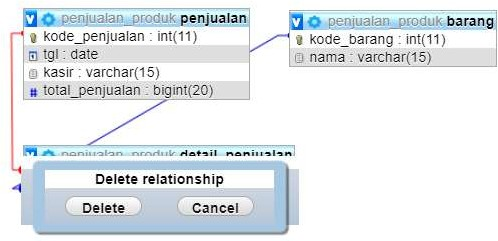 penjualan_produk penjualan
kode_penjualan : int(11)
tgl : date
kasir : varchar(15)
# total_penjualan : bigint(20)
penjualan_produk barang
kode_barang : int(11)
nama : varchar(15)
penjualan_produk detail_penjualan
Delete relationship
Delete Cancel